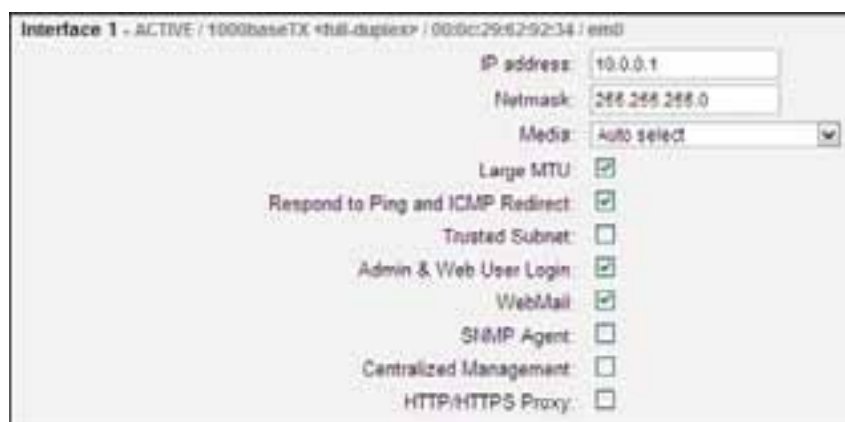 Interface 1 - ACTIVE / 1000baseTX <full-duplex> / 00:0c:29:62:92:34 / em0
IP address: 10.0.0.1
Netmask: 255.255.255.0
Media: Auto select
Large MTU
Respond to Ping and ICMP Redirect:
Trusted Subnet:
Admin & Web User Login:
WebMail:
SNMP Agent:
Centralized Management:
HTTP/HTTPS Proxy: